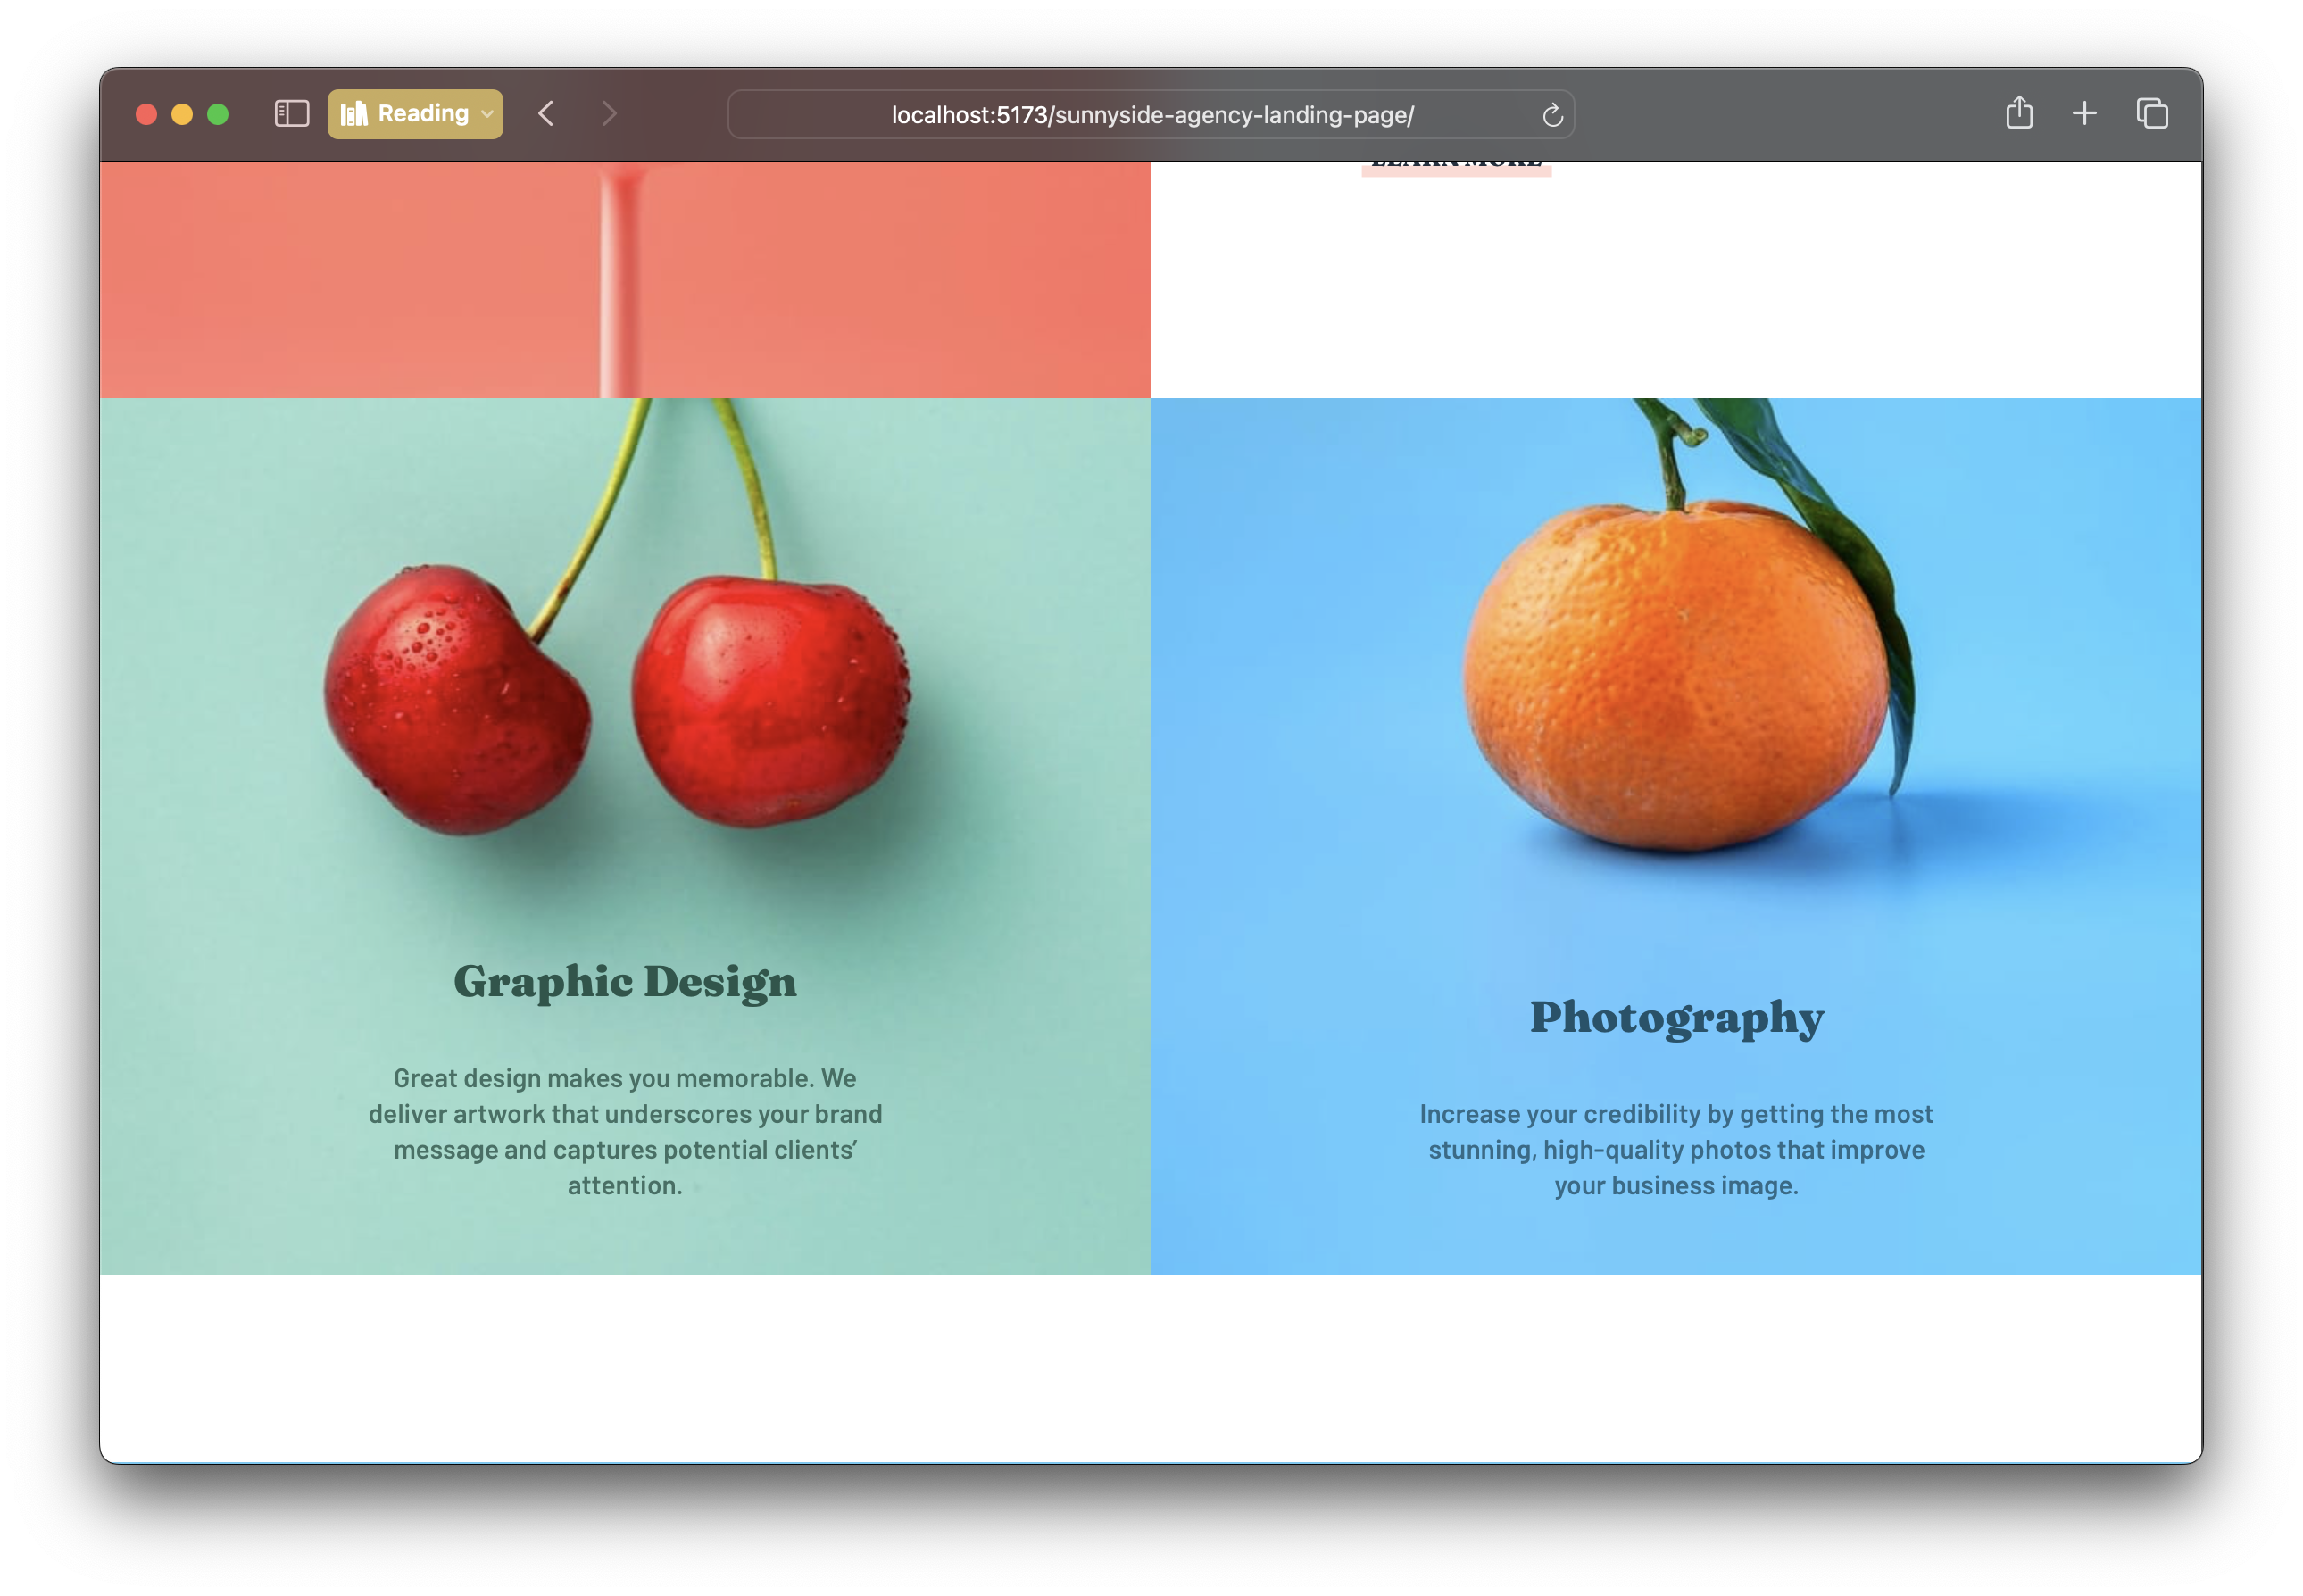 Reading
localhost:5173/sunnyside-agency-landing-page/
LEARN MORE
Graphic Design
Great design makes you memorable. We
deliver artwork that underscores your brand
message and captures potential clients’
attention.
Photography
Increase your credibility by getting the most
stunning, high-quality photos that improve
your business image.